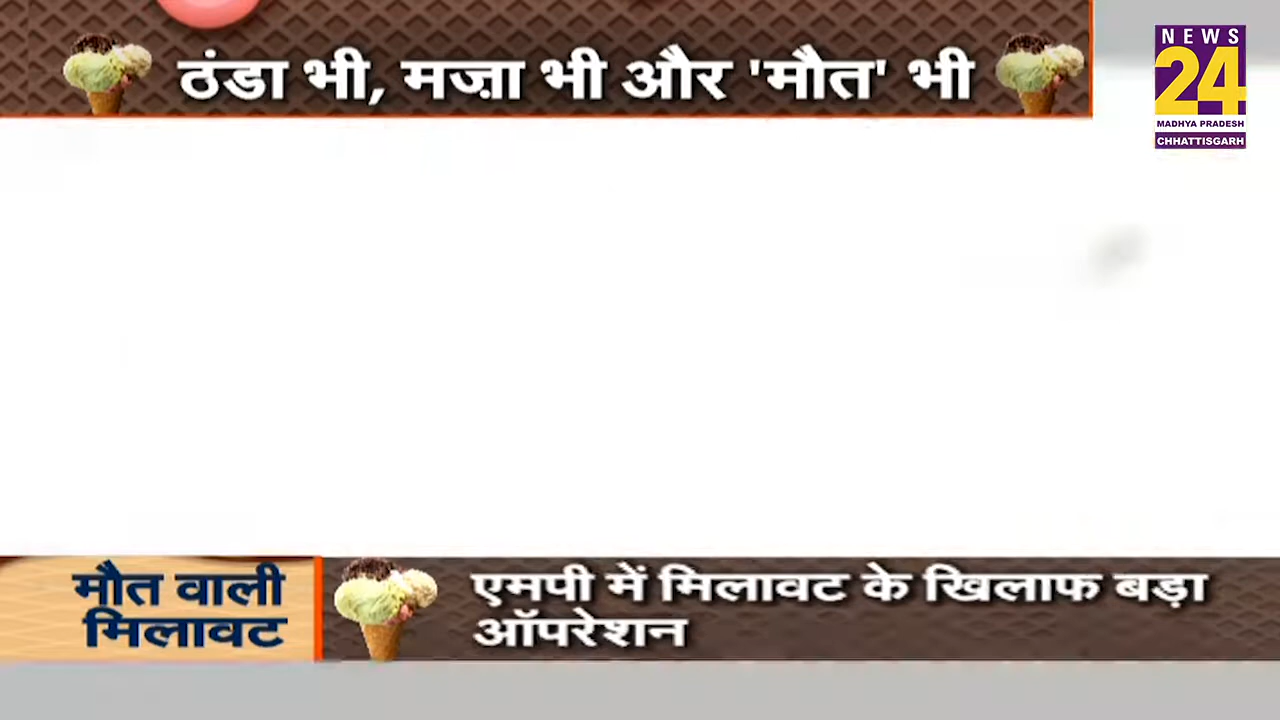 ठंडा भी, मज़ा भी और 'मौत' भी
NEWS
24
MADHYA PRADESH
CHHATTISGARH
मौत वाली
मिलावट
एमपी में मिलावट के खिलाफ बड़ा
ऑपरेशन